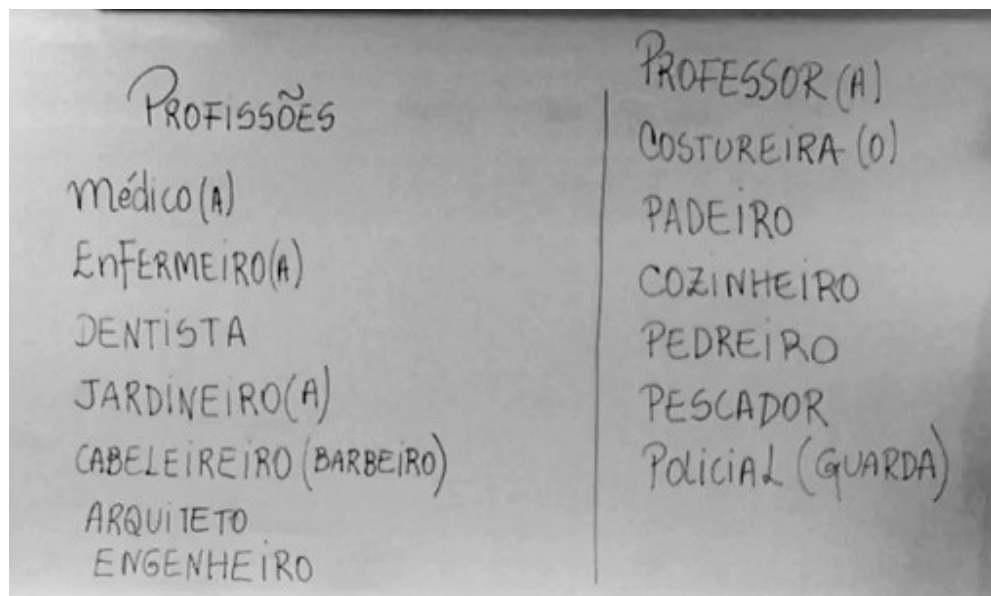 PROFISSÕES
Médico(A)
ENFERMEIRO(A)
DENTISTA
JARDINEIRO(A)
CABELEIREIRO (BARBEIRO)
ARQUITETO
ENGENHEIRO
PROFESSOR(A)
COSTUREIRA (O)
PADEIRO
COZINHEIRO
PEDREIRO
PESCADOR
POLICIAL (GUARDA)